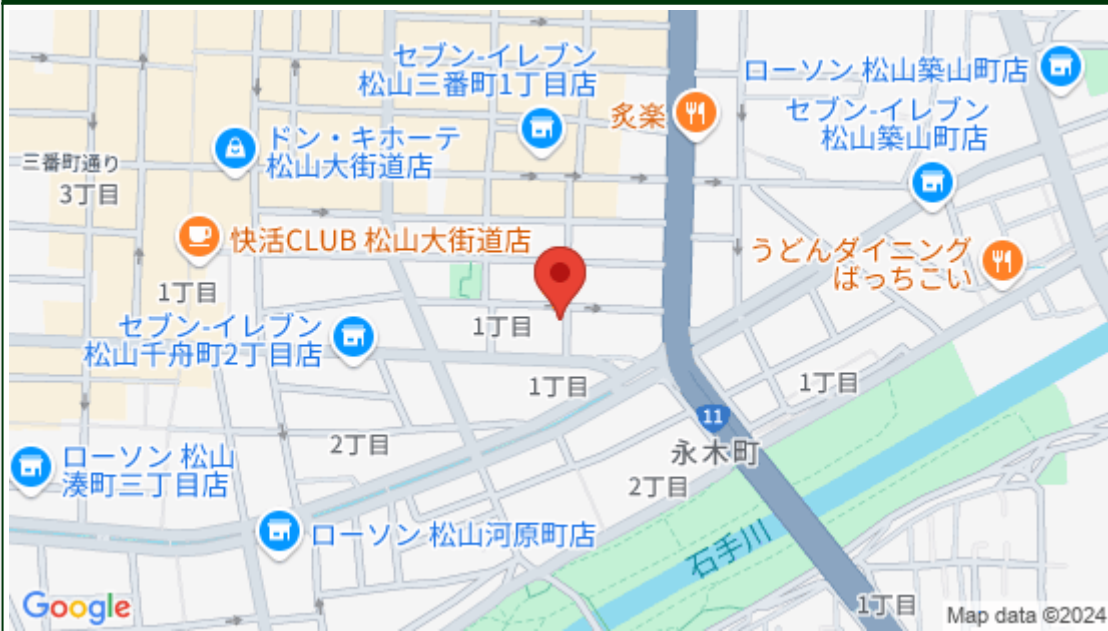 セブン-イレブン
松山三番町1丁目店
ローソン 松山築山町店
炙楽
セブン-イレブン
松山築山町店
ドン・キホーテ
松山大街道店
三番町通り
3丁目
快活CLUB 松山大街道店
うどんダイニング
ばっちこい
1丁目
セブン-イレブン
松山千舟町2丁目店
1丁目
1丁目
1丁目
11
2丁目
永木町
ローソン 松山
湊町三丁目店
2丁目
ローソン 松山河原町店
石手川
1丁目
Google
Map data ©2024